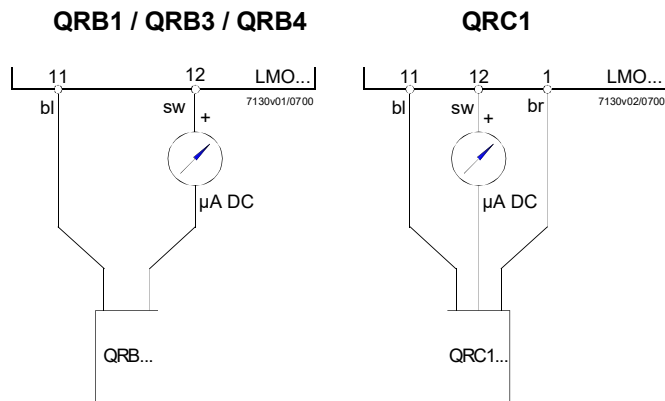 QRB1 / QRB3 / QRB4
11 12 LMO...
bl sw 7130v01/0700
+
µA DC
QRB...
QRC1
11 12 1 LMO...
bl sw br 7130v02/0700
+
µA DC
QRC1...